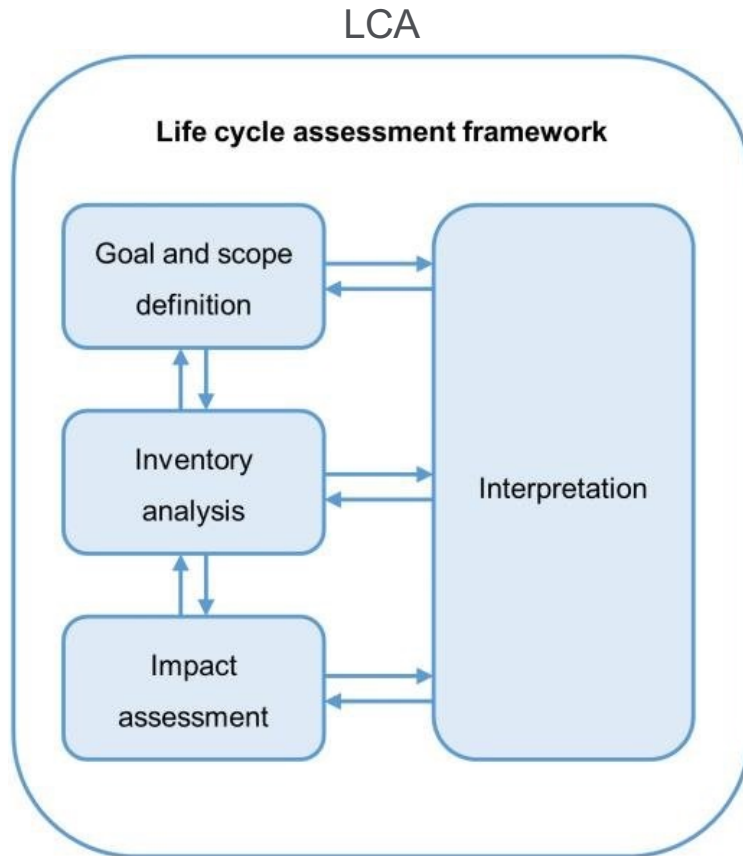 LCA
Life cycle assessment framework
Goal and scope
definition
Inventory
analysis
Interpretation
Impact
assessment